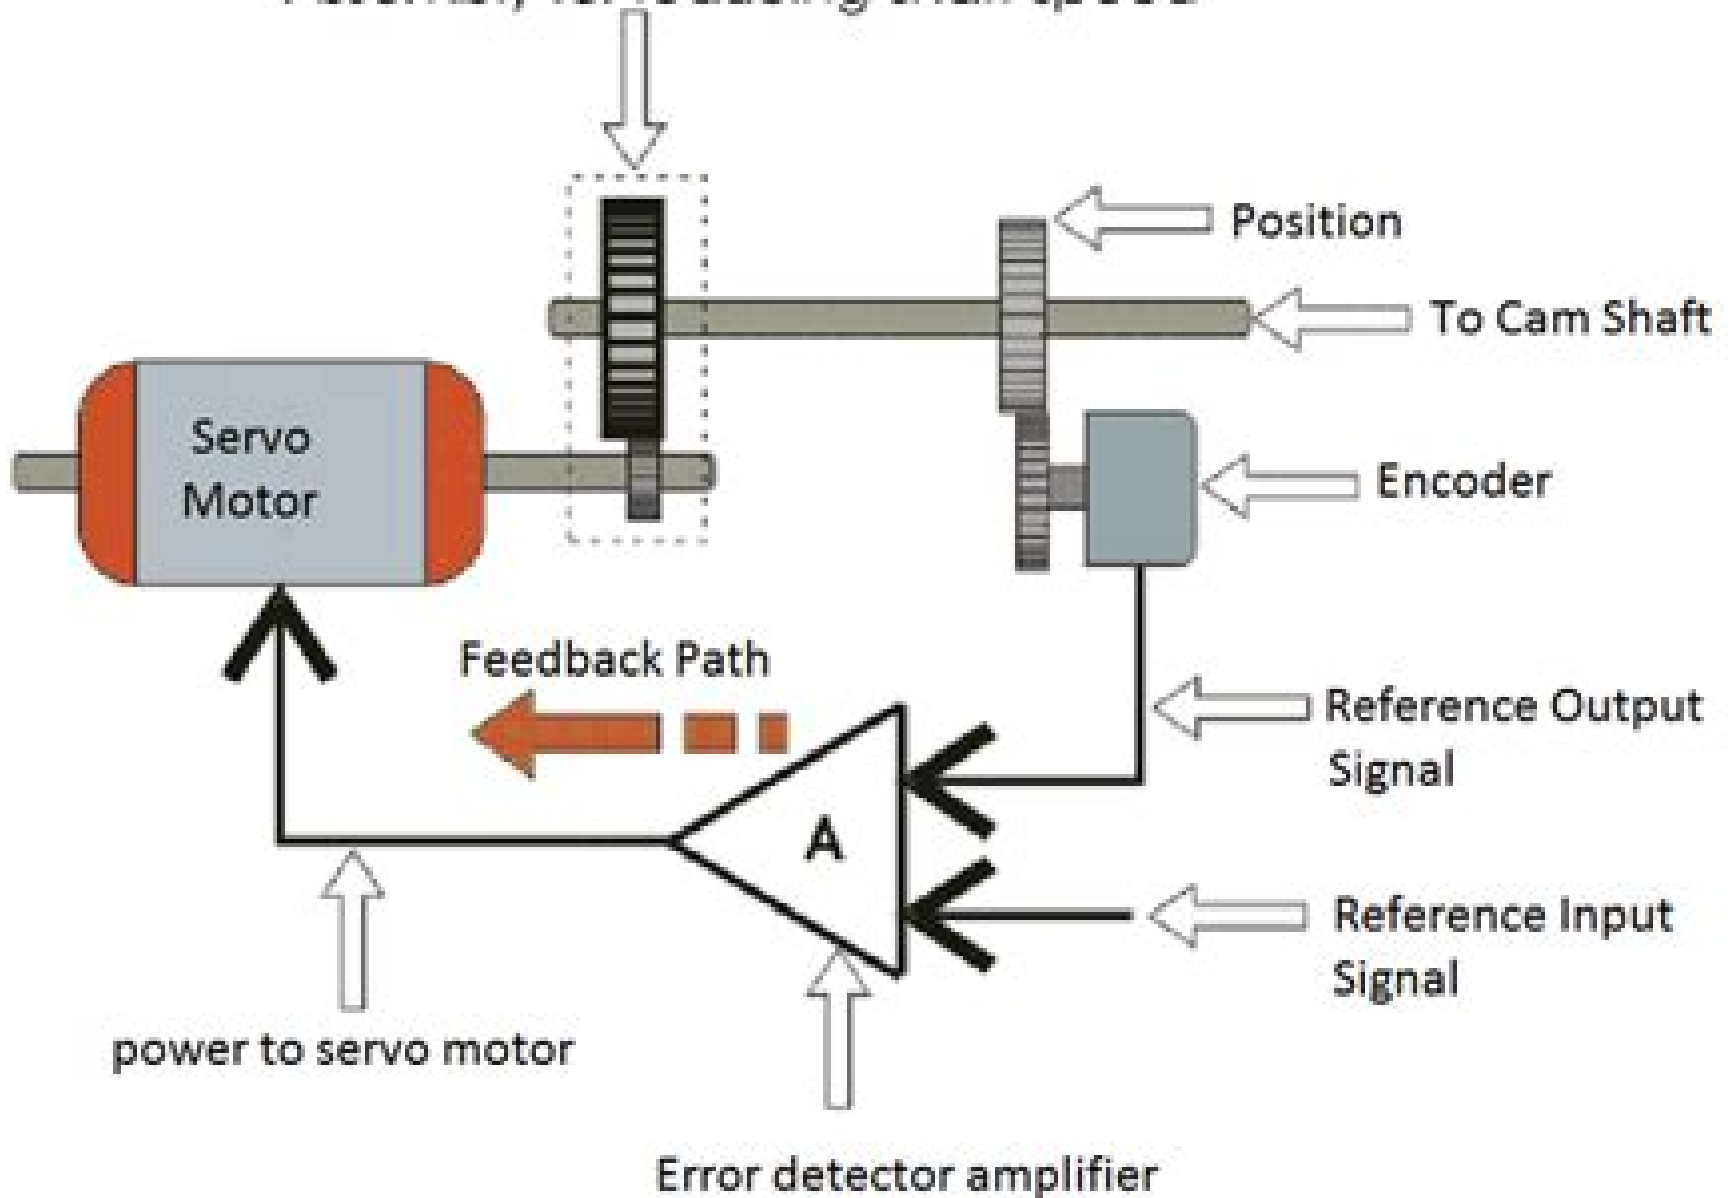 Position
To Cam Shaft
Servo
Motor
Encoder
Feedback Path
Reference Output
Signal
A
Reference Input
Signal
power to servo motor
Error detector amplifier